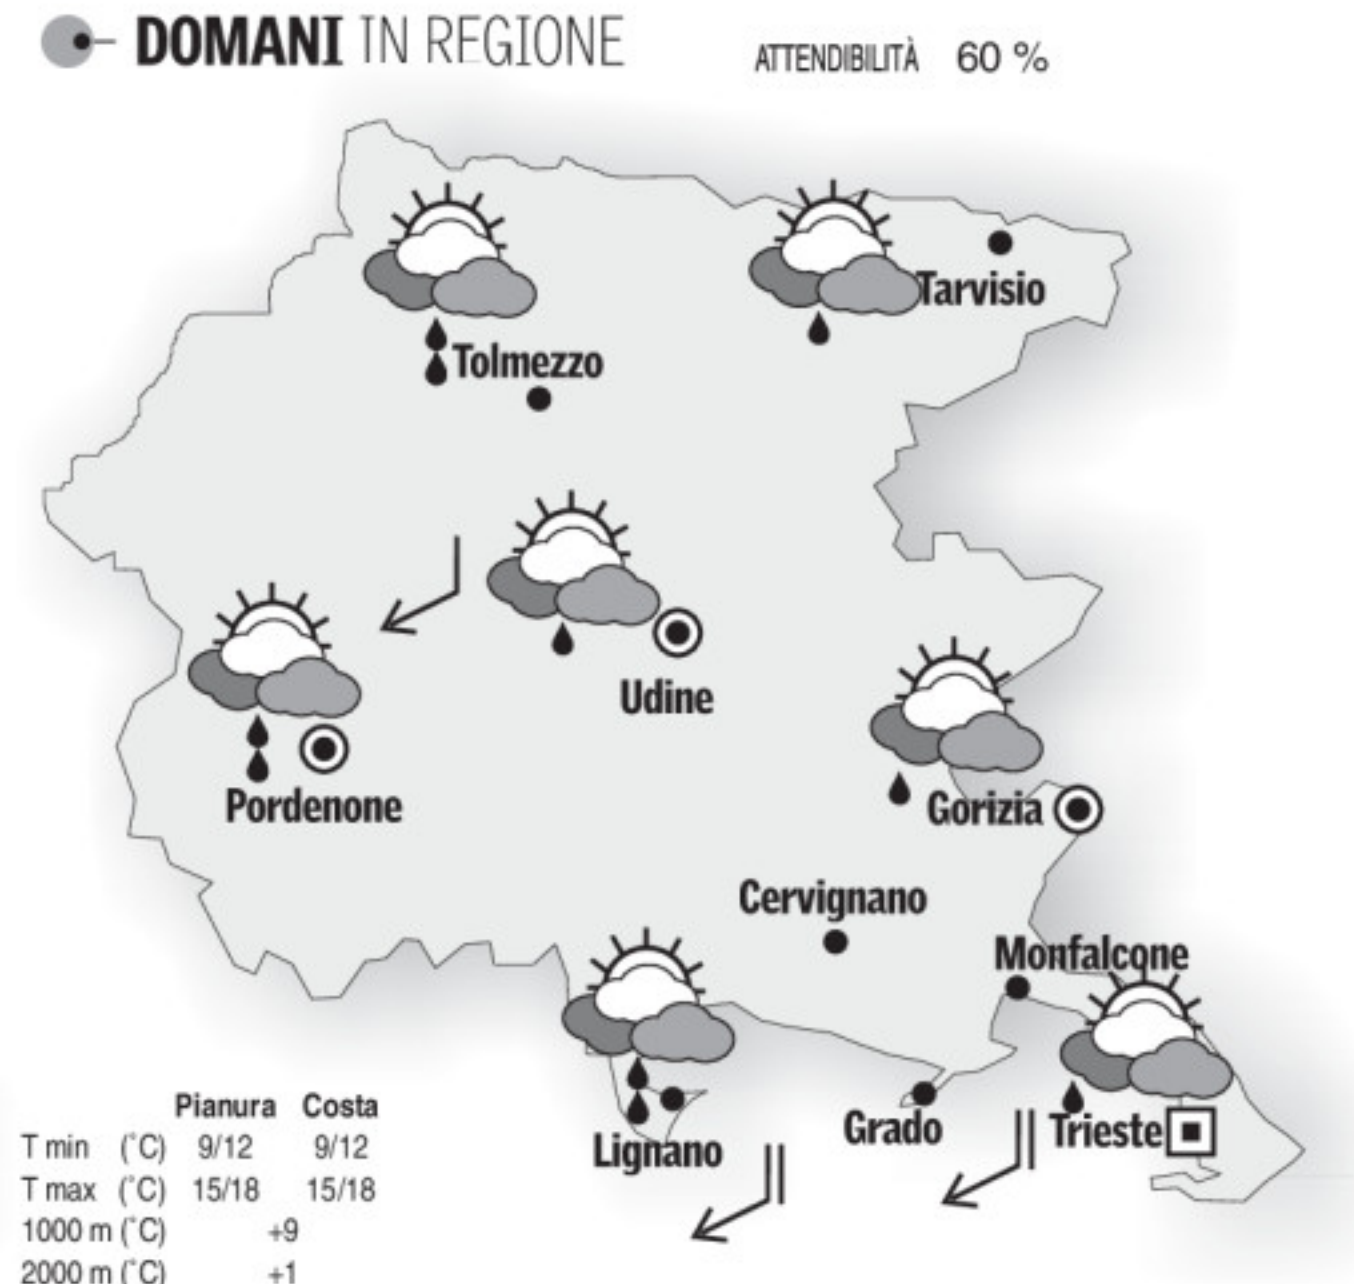 DOMANI IN REGIONE
ATTENDIBILITÀ 60 %
Tarvisio
Tolmezzo
Udine
Pordenone
Gorizia
Cervignano
Monfalcone
Grado
Trieste
Lignano
Pianura Costa
T min (°C) 9/12 9/12
T max (°C) 15/18 15/18
1000 m (°C) +9
2000 m (°C) +1